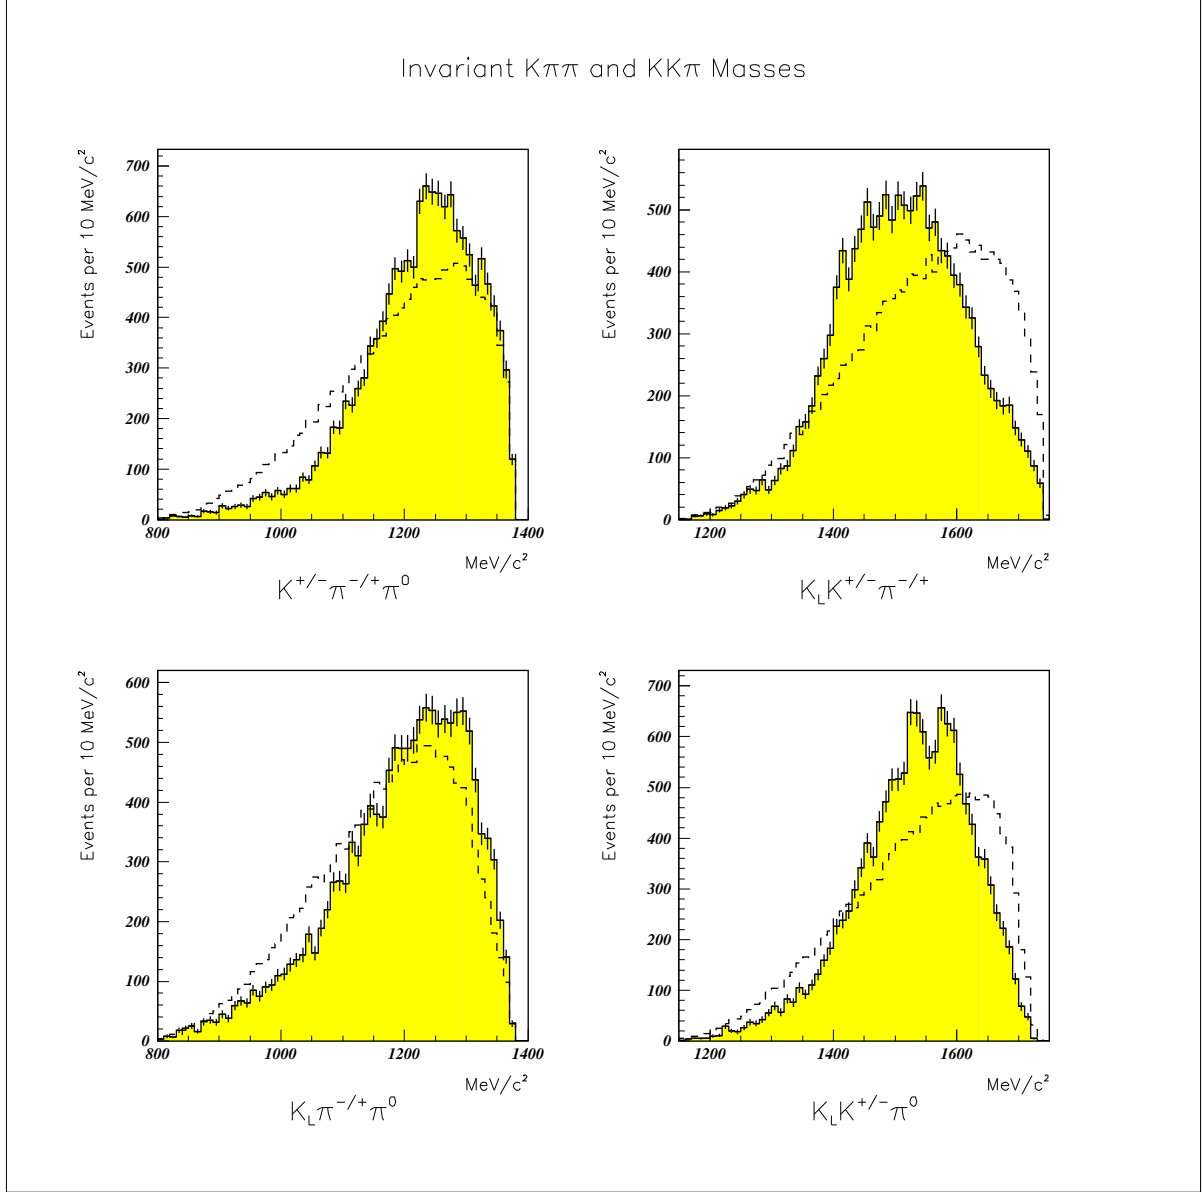 Invariant Kππ and KKπ Masses
Events per 10 MeV/c²
700
600
500
400
300
200
100
0
800 1000 1200 1400
MeV/c²
K⁺/⁻π⁻/⁺π⁰
Events per 10 MeV/c²
500
400
300
200
100
0
1200 1400 1600
MeV/c²
K_LK⁺/⁻π⁻/⁺
Events per 10 MeV/c²
600
500
400
300
200
100
0
800 1000 1200 1400
MeV/c²
K_Lπ⁻/⁺π⁰
Events per 10 MeV/c²
700
600
500
400
300
200
100
0
1200 1400 1600
MeV/c²
K_LK⁺/⁻π⁰